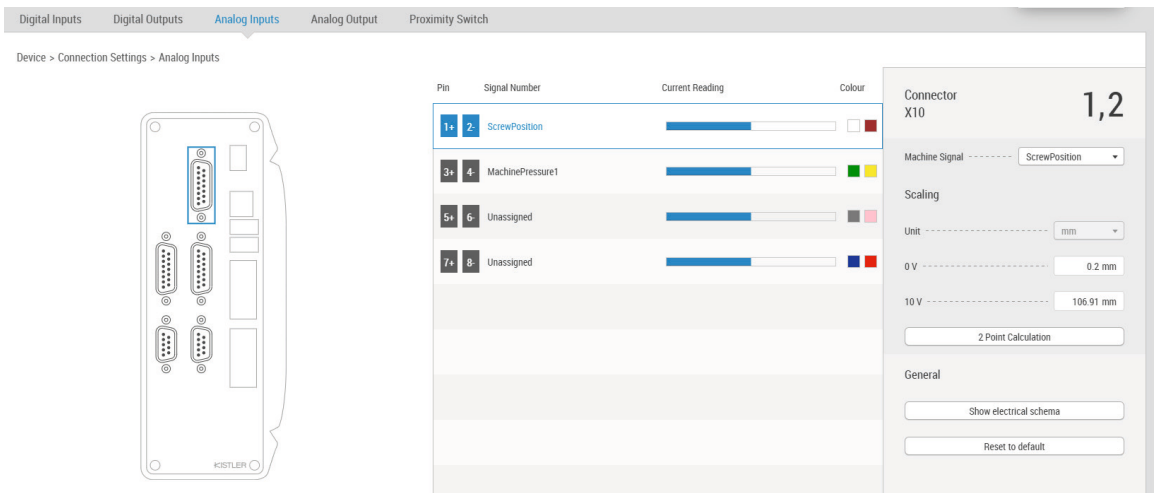 Digital Inputs Digital Outputs Analog Inputs Analog Output Proximity Switch
Device > Connection Settings > Analog Inputs
KISTLER
Pin Signal Number Current Reading Colour
1+ 2- ScrewPosition
3+ 4- MachinePressure1
5+ 6- Unassigned
7+ 8- Unassigned
Connector
X10
1,2
Machine Signal ScrewPosition
Scaling
Unit mm
0 V 0.2 mm
10 V 106.91 mm
2 Point Calculation
General
Show electrical schema
Reset to default